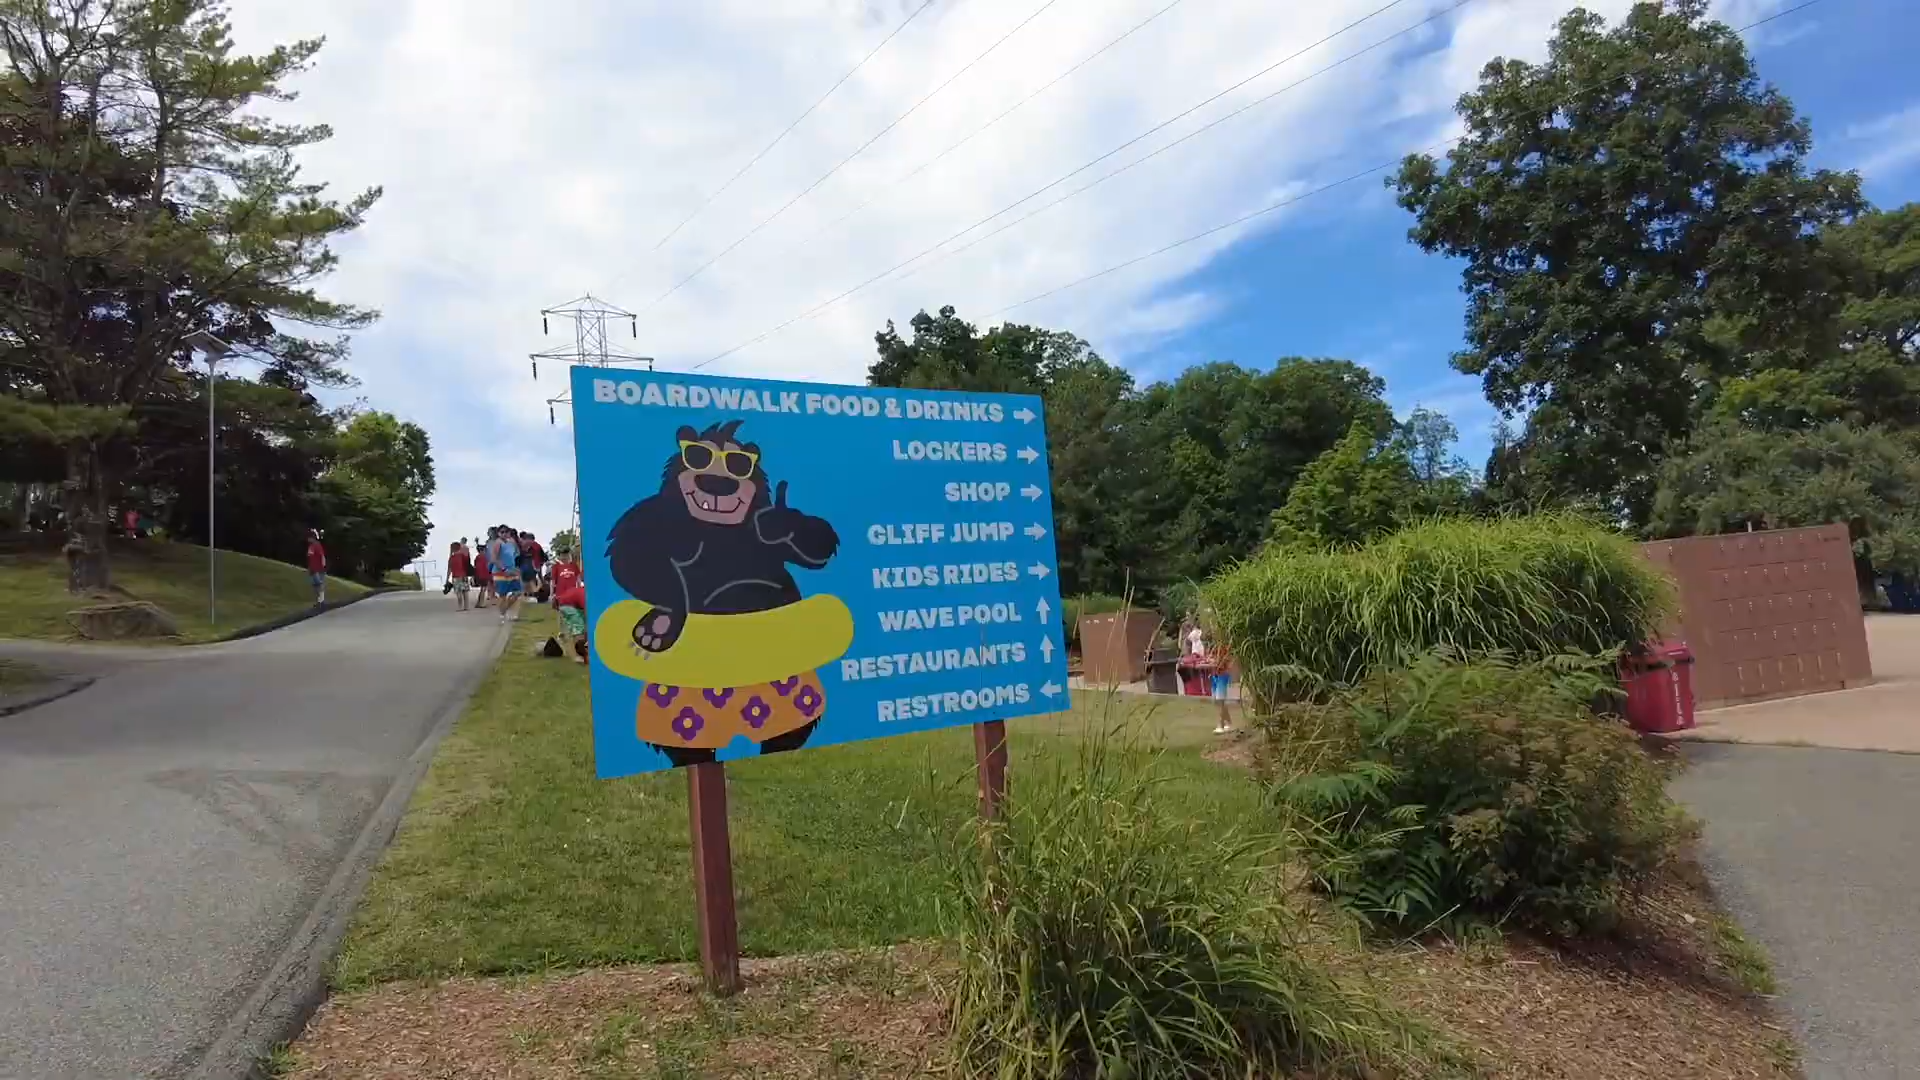 BOARDWALK FOOD & DRINKS →
LOCKERS →
SHOP →
CLIFF JUMP →
KIDS RIDES →
WAVE POOL ↑
RESTAURANTS ↑
RESTROOMS ←